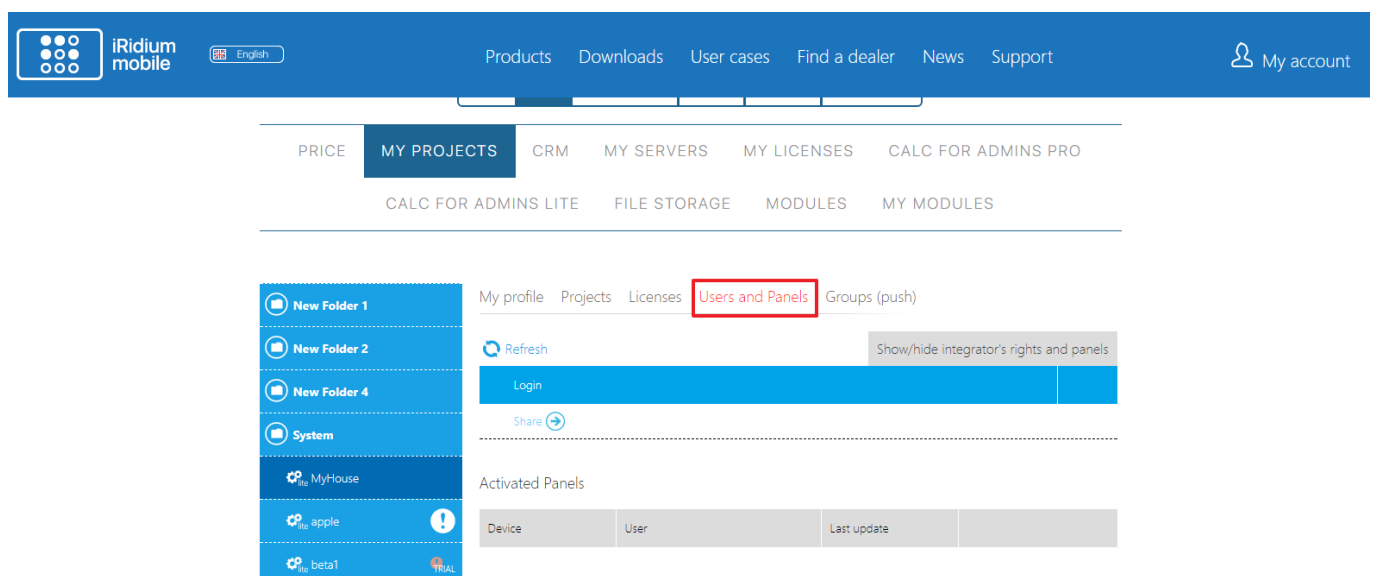 iRidium
mobile
English
Products Downloads User cases Find a dealer News Support
My account
PRICE MY PROJECTS CRM MY SERVERS MY LICENSES CALC FOR ADMINS PRO
CALC FOR ADMINS LITE FILE STORAGE MODULES MY MODULES
New Folder 1
New Folder 2
New Folder 4
System
lite MyHouse
lite apple
lite beta1 TRIAL
My profile Projects Licenses Users and Panels Groups (push)
Refresh Show/hide integrator's rights and panels
Login
Share
Activated Panels
Device User Last update